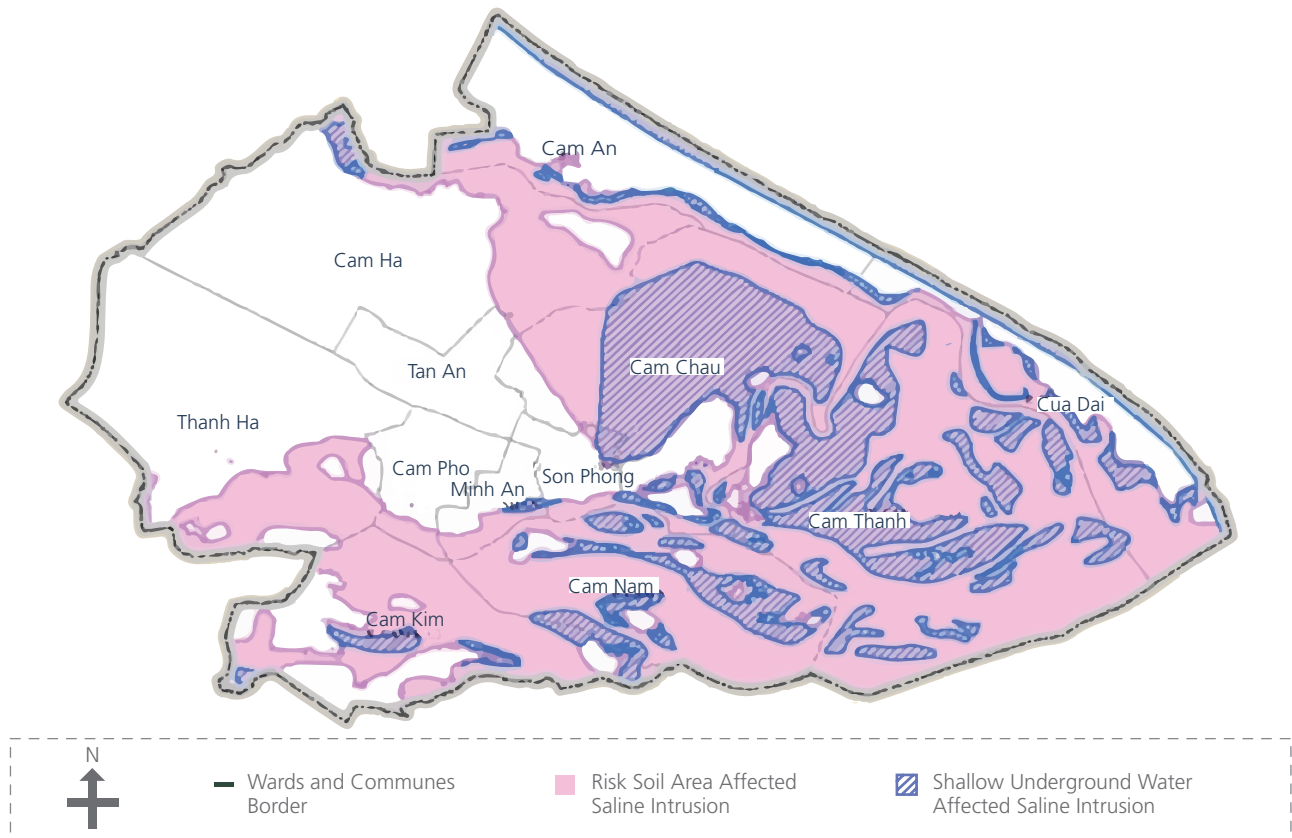 Cam An
Cam Ha
Cam Chau
Tan An
Cua Dai
Thanh Ha
Cam Pho
Son Phong
Minh An
Cam Thanh
Cam Nam
Cam Kim
N
Wards and Communes
Border
Risk Soil Area Affected
Saline Intrusion
Shallow Underground Water
Affected Saline Intrusion